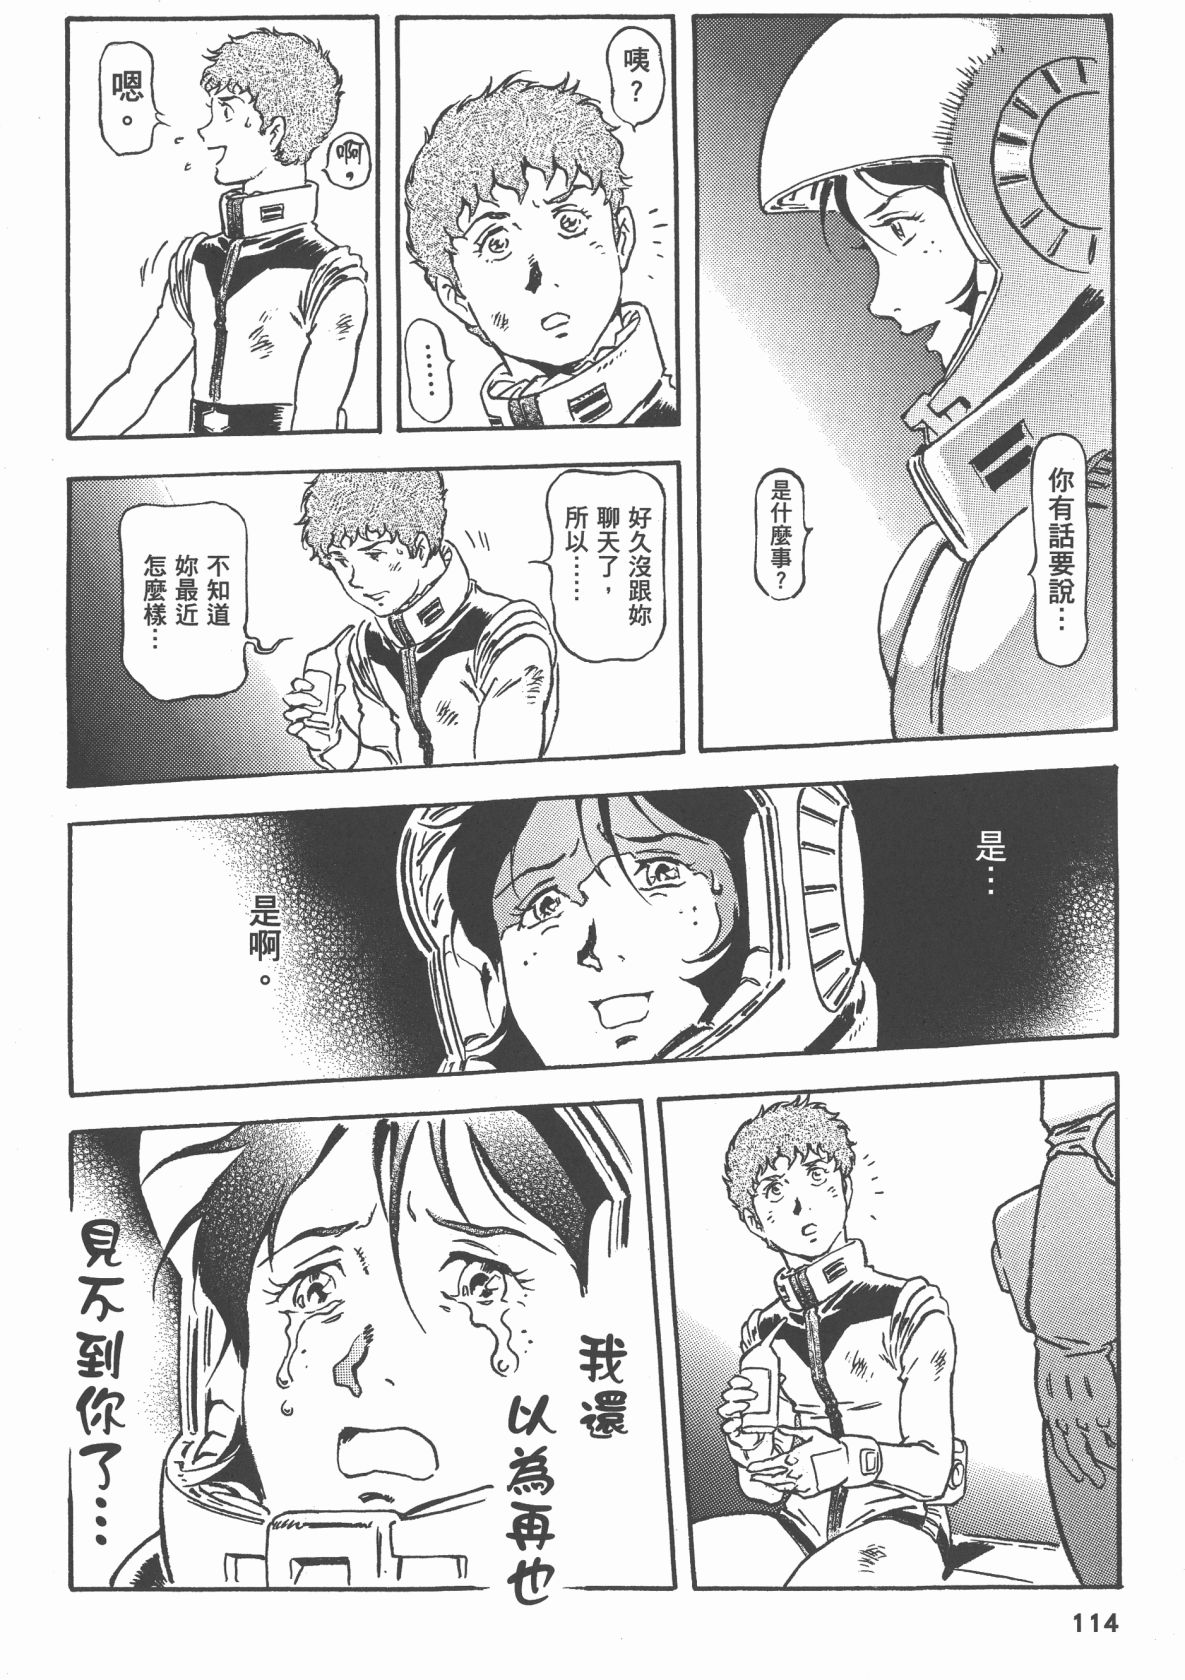 你有話要說…
是什麼事？
咦？
……
啊，
嗯。
好久沒跟妳
聊天了，
所以……
不知道
妳最近
怎麼樣…
是…
是啊。
我還
以為再也
見不到你了…
114